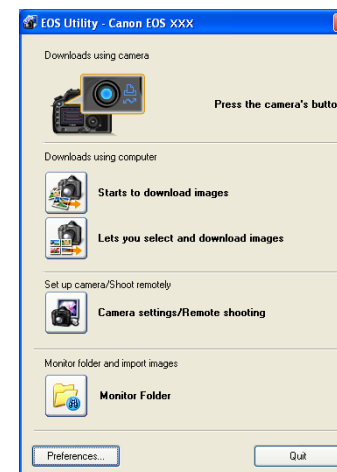 EOS Utility - Canon EOS XXX
Downloads using camera
Press the camera's butto
Downloads using computer
Starts to download images
Lets you select and download images
Set up camera/Shoot remotely
Camera settings/Remote shooting
Monitor folder and import images
Monitor Folder
Preferences...
Quit